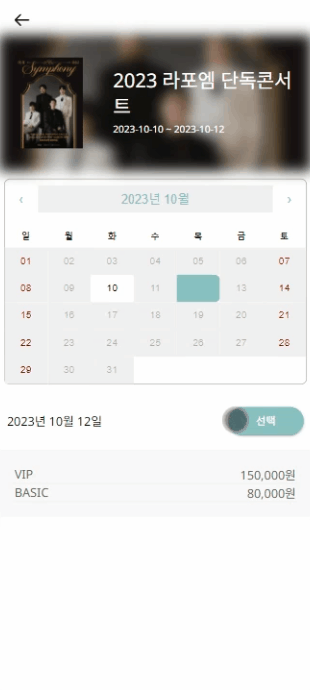 ←
Symphony
2023 라포엠 단독콘서
트
2023-10-10 ~ 2023-10-12
‹ 2023년 10월 ›
일 월 화 수 목 금 토
01 02 03 04 05 06 07
08 09 10 11 13 14
15 16 17 18 19 20 21
22 23 24 25 26 27 28
29 30 31
2023년 10월 12일 선택
VIP 150,000원
BASIC 80,000원